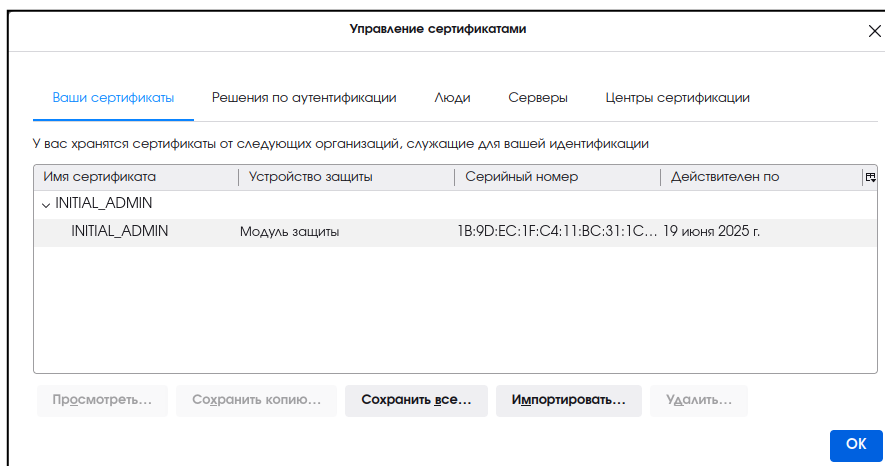 Управление сертификатами
Ваши сертификаты Решения по аутентификации Люди Серверы Центры сертификации
У вас хранятся сертификаты от следующих организаций, служащие для вашей идентификации
Имя сертификата Устройство защиты Серийный номер Действителен по
INITIAL_ADMIN
INITIAL_ADMIN Модуль защиты 1B:9D:EC:1F:C4:11:BC:31:1C... 19 июня 2025 г.
Просмотреть... Сохранить копию... Сохранить все... Импортировать... Удалить...
OK